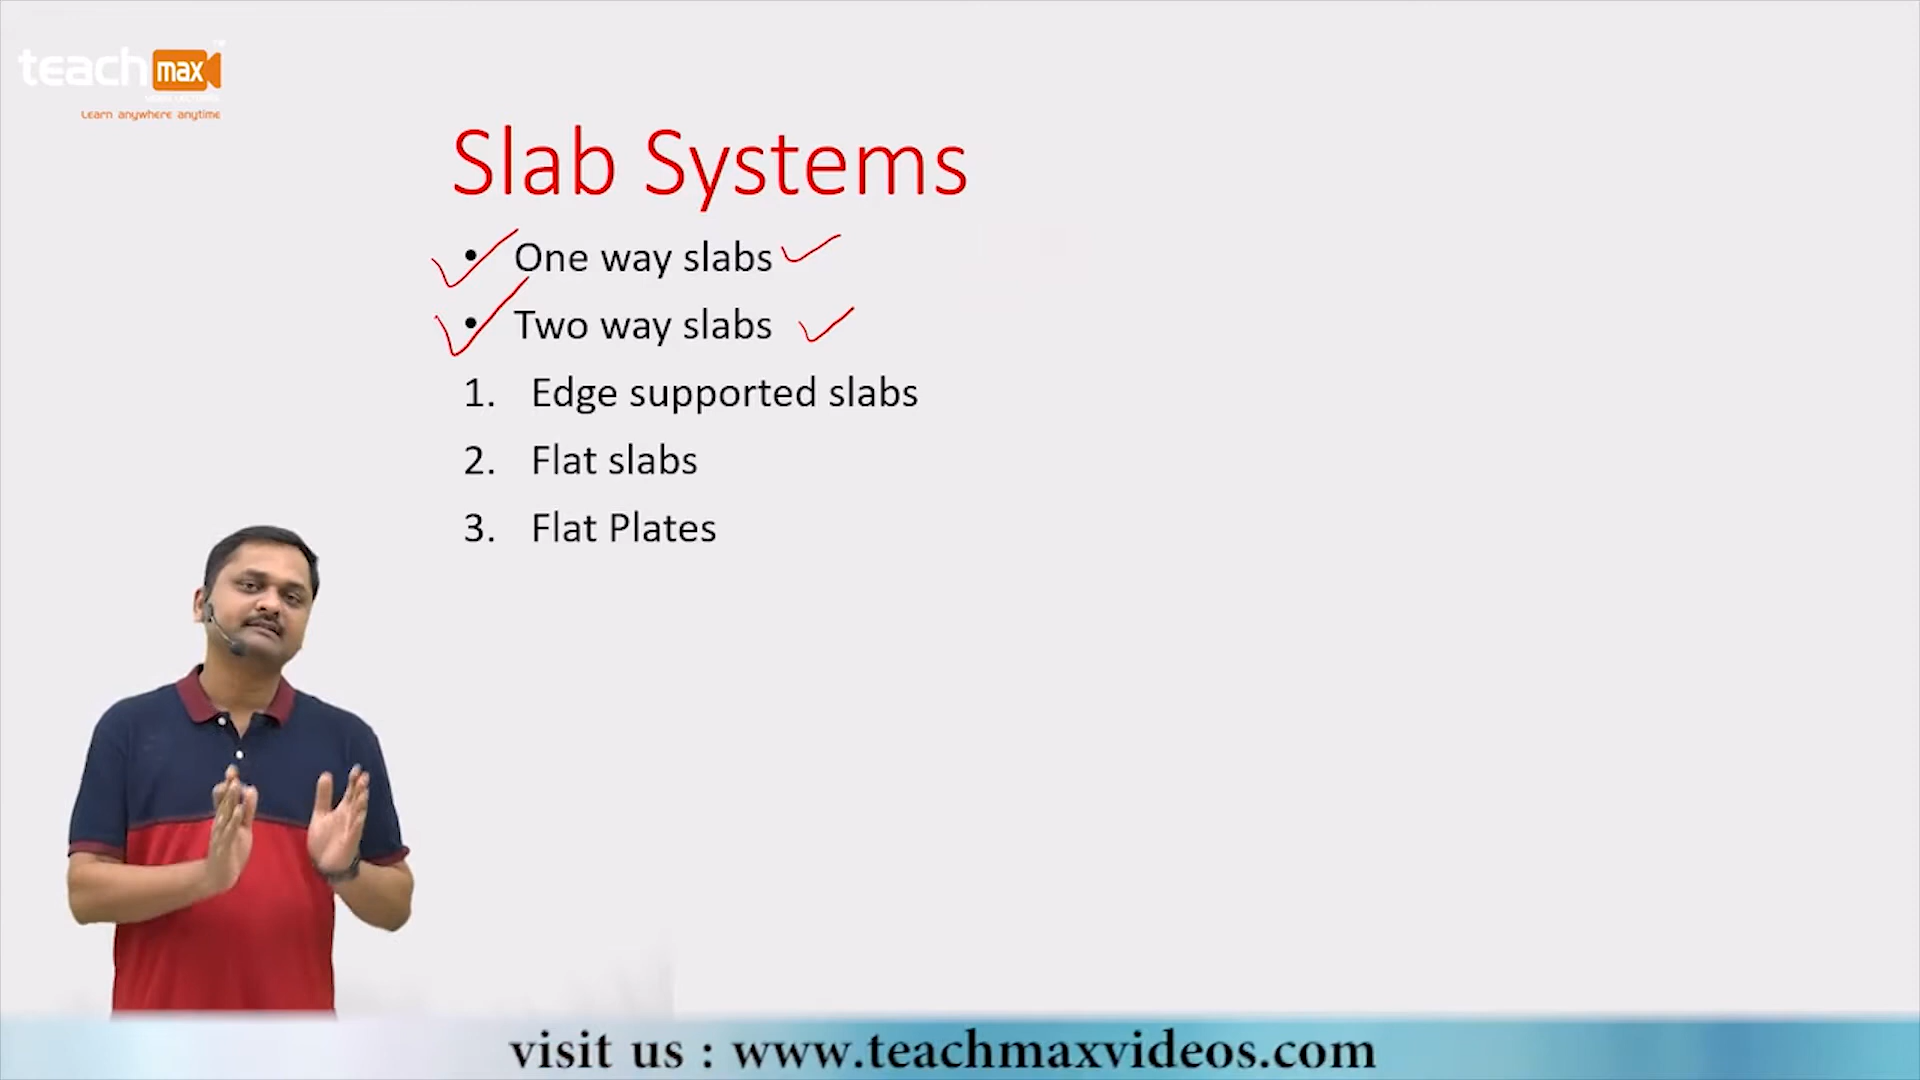 teach max
Learn anywhere anytime
Slab Systems
• One way slabs
• Two way slabs
1. Edge supported slabs
2. Flat slabs
3. Flat Plates
visit us : www.teachmaxvideos.com